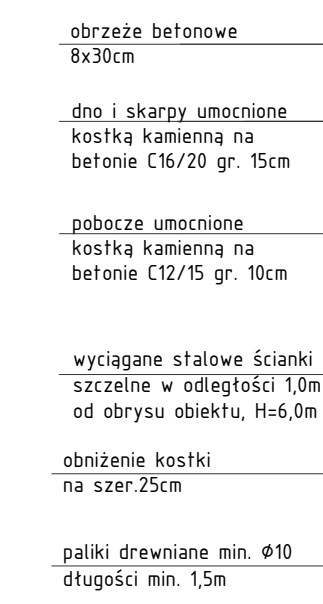 obrzeże betonowe
8x30cm
dno i skarpy umocnione
kostką kamienną na
betonie C16/20 gr. 15cm
pobocze umocnione
kostką kamienną na
betonie C12/15 gr. 10cm
wyciągane stalowe ścianki
szczelne w odległości 1,0m
od obrysu obiektu, H=6,0m
obniżenie kostki
na szer.25cm
paliki drewniane min. Ø10
długości min. 1,5m